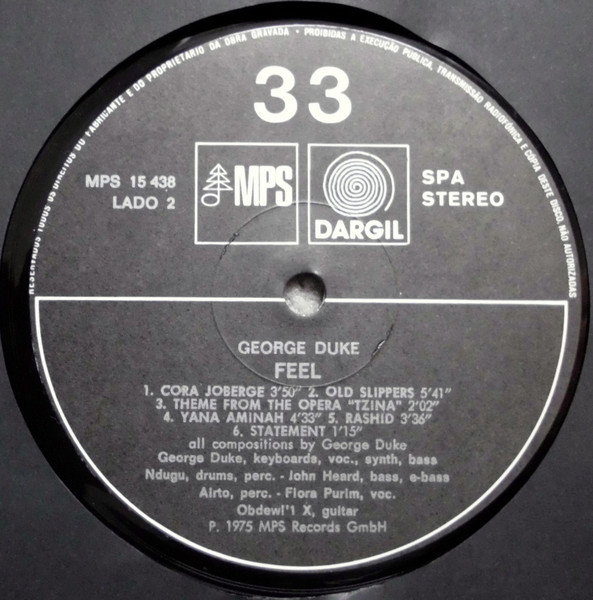 RESERVADOS TODOS OS DIREITOS DO FABRICANTE E DO PROPRIETARIO DA OBRA GRAVADA • PROIBIDAS A EXECUÇÃO PÚBLICA, TRANSMISSÃO RADIOFÓNICA E CÓPIA DESTE DISCO, NÃO AUTORIZADAS
33
MPS 15 438
LADO 2
MPS
DARGIL
SPA
STEREO
GEORGE DUKE
FEEL
1. CORA JOBERGE 3'50" 2. OLD SLIPPERS 5'41"
3. THEME FROM THE OPERA "TZINA" 2'02"
4. YANA AMINAH 4'33" 5. RASHID 3'36"
6. STATEMENT 1'15"
all compositions by George Duke
George Duke, keyboards, voc., synth, bass
Ndugu, drums, perc. - John Heard, bass, e-bass
Airto, perc. - Flora Purim, voc.
Obdewl'l X, guitar
P. 1975 MPS Records GmbH